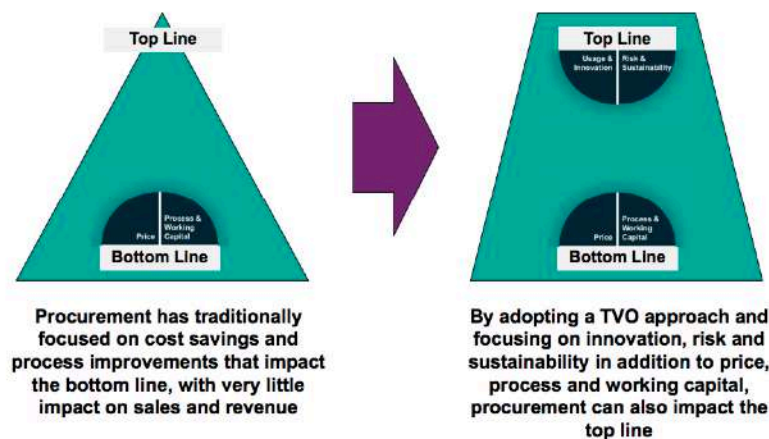 Top Line
Process &
Working
Price Capital
Bottom Line
Procurement has traditionally
focused on cost savings and
process improvements that impact
the bottom line, with very little
impact on sales and revenue
Top Line
Usage & Risk &
Innovation Sustainability
Process &
Working
Price Capital
Bottom Line
By adopting a TVO approach and
focusing on innovation, risk and
sustainability in addition to price,
process and working capital,
procurement can also impact the
top line